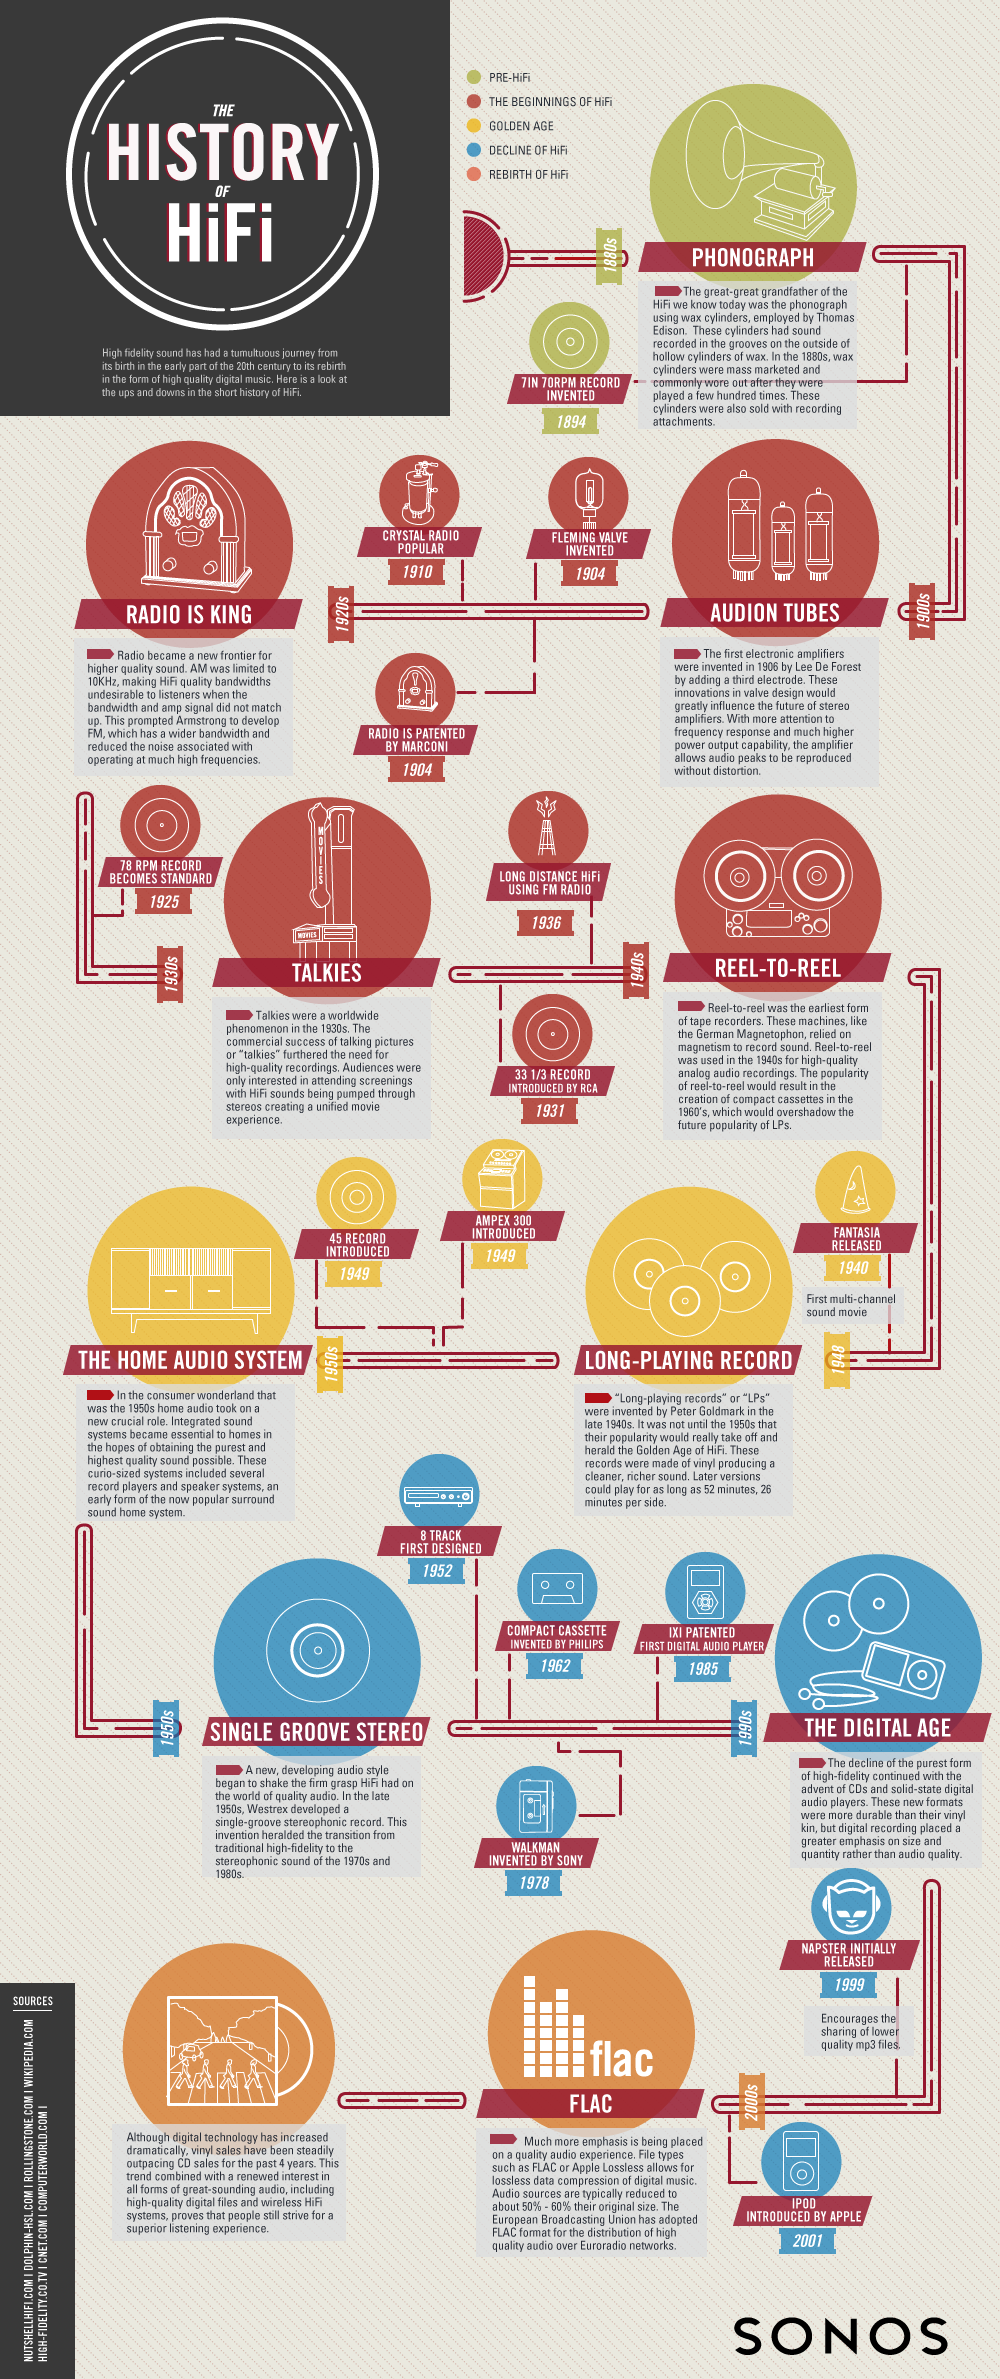 THE
HISTORY
OF
HiFi
High fidelity sound has had a tumultuous journey from
its birth in the early part of the 20th century to its rebirth
in the form of high quality digital music. Here is a look at
the ups and downs in the short history of HiFi.
PRE-HiFi
THE BEGINNINGS OF HiFi
GOLDEN AGE
DECLINE OF HiFi
REBIRTH OF HiFi
1880s
PHONOGRAPH
The great-great grandfather of the
HiFi we know today was the phonograph
using wax cylinders, employed by Thomas
Edison. These cylinders had sound
recorded in the grooves on the outside of
hollow cylinders of wax. In the 1880s, wax
cylinders were mass marketed and
commonly wore out after they were
played a few hundred times. These
cylinders were also sold with recording
attachments.
7IN 70RPM RECORD
INVENTED
1894
1900s
AUDION TUBES
The first electronic amplifiers
were invented in 1906 by Lee De Forest
by adding a third electrode. These
innovations in valve design would
greatly influence the future of stereo
amplifiers. With more attention to
frequency response and much higher
power output capability, the amplifier
allows audio peaks to be reproduced
without distortion.
FLEMING VALVE
INVENTED
1904
CRYSTAL RADIO
POPULAR
1910
RADIO IS PATENTED
BY MARCONI
1904
1920s
RADIO IS KING
Radio became a new frontier for
higher quality sound. AM was limited to
10KHz, making HiFi quality bandwidths
undesirable to listeners when the
bandwidth and amp signal did not match
up. This prompted Armstrong to develop
FM, which has a wider bandwidth and
reduced the noise associated with
operating at much high frequencies.
78 RPM RECORD
BECOMES STANDARD
1925
1930s
MOVIES
MOVIES
TALKIES
Talkies were a worldwide
phenomenon in the 1930s. The
commercial success of talking pictures
or “talkies” furthered the need for
high-quality recordings. Audiences were
only interested in attending screenings
with HiFi sounds being pumped through
stereos creating a unified movie
experience.
LONG DISTANCE HiFi
USING FM RADIO
1936
33 1/3 RECORD
INTRODUCED BY RCA
1931
1940s
REEL-TO-REEL
Reel-to-reel was the earliest form
of tape recorders. These machines, like
the German Magnetophon, relied on
magnetism to record sound. Reel-to-reel
was used in the 1940s for high-quality
analog audio recordings. The popularity
of reel-to-reel would result in the
creation of compact cassettes in the
1960's, which would overshadow the
future popularity of LPs.
FANTASIA
RELEASED
1940
First multi-channel
sound movie
1948
LONG-PLAYING RECORD
“Long-playing records” or “LPs”
were invented by Peter Goldmark in the
late 1940s. It was not until the 1950s that
their popularity would really take off and
herald the Golden Age of HiFi. These
records were made of vinyl producing a
cleaner, richer sound. Later versions
could play for as long as 52 minutes, 26
minutes per side.
AMPEX 300
INTRODUCED
1949
45 RECORD
INTRODUCED
1949
1950s
THE HOME AUDIO SYSTEM
In the consumer wonderland that
was the 1950s home audio took on a
new crucial role. Integrated sound
systems became essential to homes in
the hopes of obtaining the purest and
highest quality sound possible. These
curio-sized systems included several
record players and speaker systems, an
early form of the now popular surround
sound home system.
1950s
SINGLE GROOVE STEREO
A new, developing audio style
began to shake the firm grasp HiFi had on
the world of quality audio. In the late
1950s, Westrex developed a
single-groove stereophonic record. This
invention heralded the transition from
traditional high-fidelity to the
stereophonic sound of the 1970s and
1980s.
8 TRACK
FIRST DESIGNED
1952
COMPACT CASSETTE
INVENTED BY PHILIPS
1962
IXI PATENTED
FIRST DIGITAL AUDIO PLAYER
1985
WALKMAN
INVENTED BY SONY
1978
1990s
THE DIGITAL AGE
The decline of the purest form
of high-fidelity continued with the
advent of CDs and solid-state digital
audio players. These new formats
were more durable than their vinyl
kin, but digital recording placed a
greater emphasis on size and
quantity rather than audio quality.
NAPSTER INITIALLY
RELEASED
1999
Encourages the
sharing of lower
quality mp3 files.
2000s
IPOD
INTRODUCED BY APPLE
2001
flac
FLAC
Much more emphasis is being placed
on a quality audio experience. File types
such as FLAC or Apple Lossless allows for
lossless data compression of digital music.
Audio sources are typically reduced to
about 50% - 60% their original size. The
European Broadcasting Union has adopted
FLAC format for the distribution of high
quality audio over Euroradio networks.
Although digital technology has increased
dramatically, vinyl sales have been steadily
outpacing CD sales for the past 4 years. This
trend combined with a renewed interest in
all forms of great-sounding audio, including
high-quality digital files and wireless HiFi
systems, proves that people still strive for a
superior listening experience.
SOURCES
NUTSHELLHIFI.COM | DOLPHIN-HSL.COM | ROLLINGSTONE.COM | WIKIPEDIA.COM
HIGH-FIDELITY.CO.TV | CNET.COM | COMPUTERWORLD.COM |
SONOS